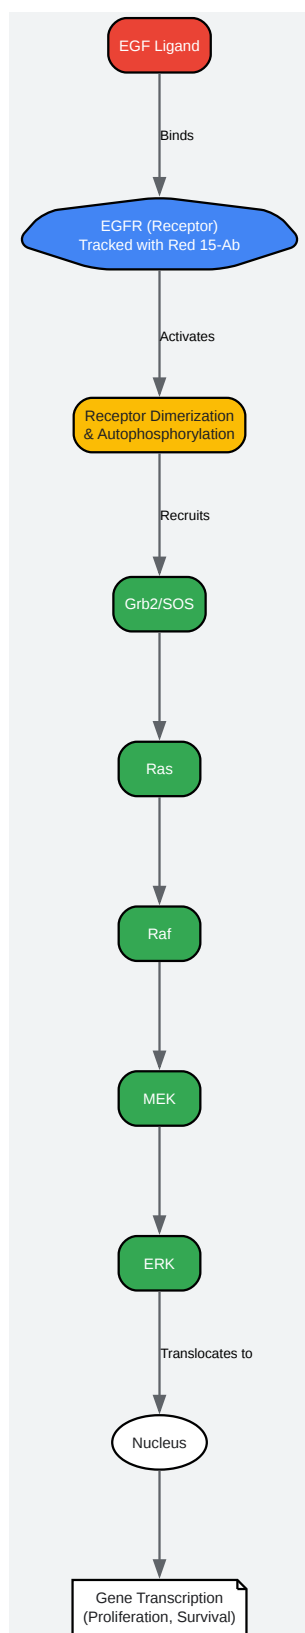 EGF Ligand
Binds
EGFR (Receptor)
Tracked with Red 15-Ab
Activates
Receptor Dimerization
& Autophosphorylation
Recruits
Grb2/SOS
Ras
Raf
MEK
ERK
Translocates to
Nucleus
Gene Transcription
(Proliferation, Survival)